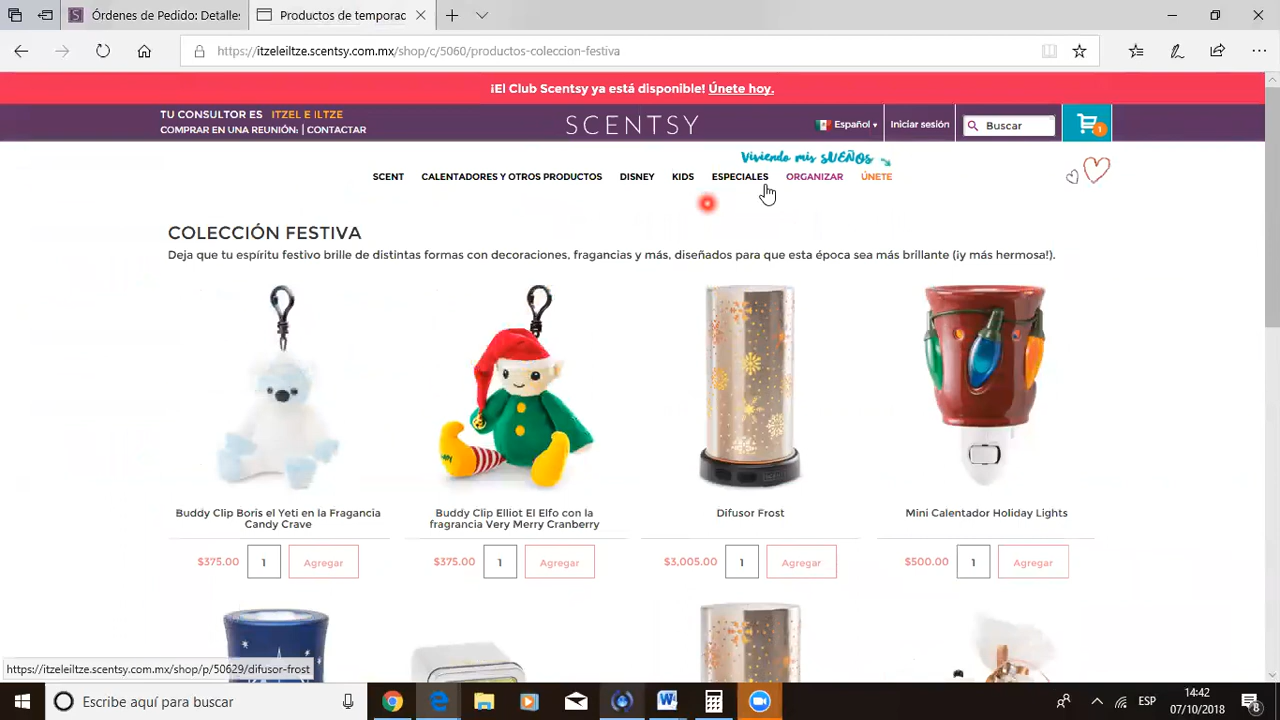 Órdenes de Pedido: Detalle
Productos de temporac
https://itzeleiltze.scentsy.com.mx/shop/c/5060/productos-coleccion-festiva
¡El Club Scentsy ya está disponible! Únete hoy.
TU CONSULTOR ES ITZEL E ILTZE
COMPRAR EN UNA REUNIÓN: | CONTACTAR
SCENTSY
Español
Iniciar sesión
Buscar
1
Viviendo mis SUEÑOS
SCENT CALENTADORES Y OTROS PRODUCTOS DISNEY KIDS ESPECIALES ORGANIZAR ÚNETE
COLECCIÓN FESTIVA
Deja que tu espíritu festivo brille de distintas formas con decoraciones, fragancias y más, diseñados para que esta época sea más brillante (¡y más hermosa!).
Buddy Clip Boris el Yeti en la Fragancia
Candy Crave
$375.00 1 Agregar
Buddy Clip Elliot El Elfo con la
fragrancia Very Merry Cranberry
$375.00 1 Agregar
Difusor Frost
$3,005.00 1 Agregar
Mini Calentador Holiday Lights
$500.00 1 Agregar
https://itzeleiltze.scentsy.com.mx/shop/p/50629/difusor-frost
Escribe aquí para buscar
ESP
14:42
07/10/2018
8